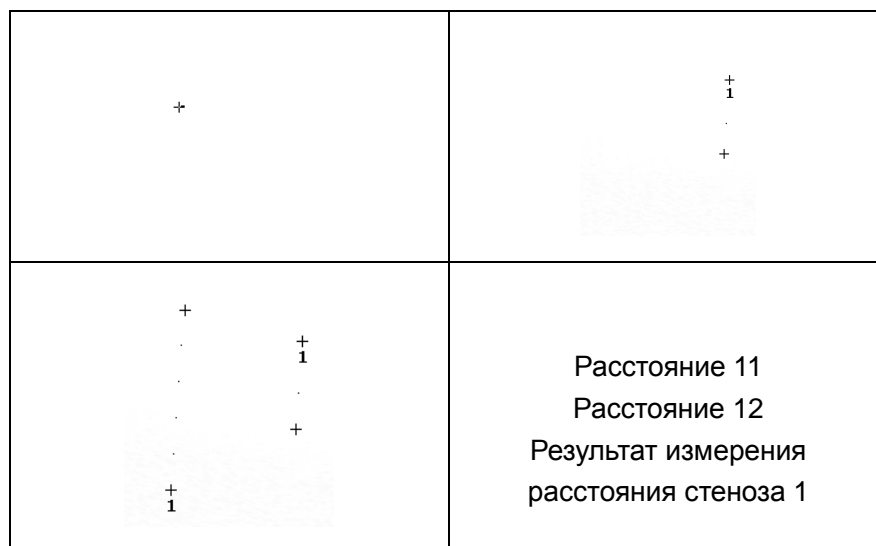 1
1
1
Расстояние 11
Расстояние 12
Результат измерения
расстояния стеноза 1